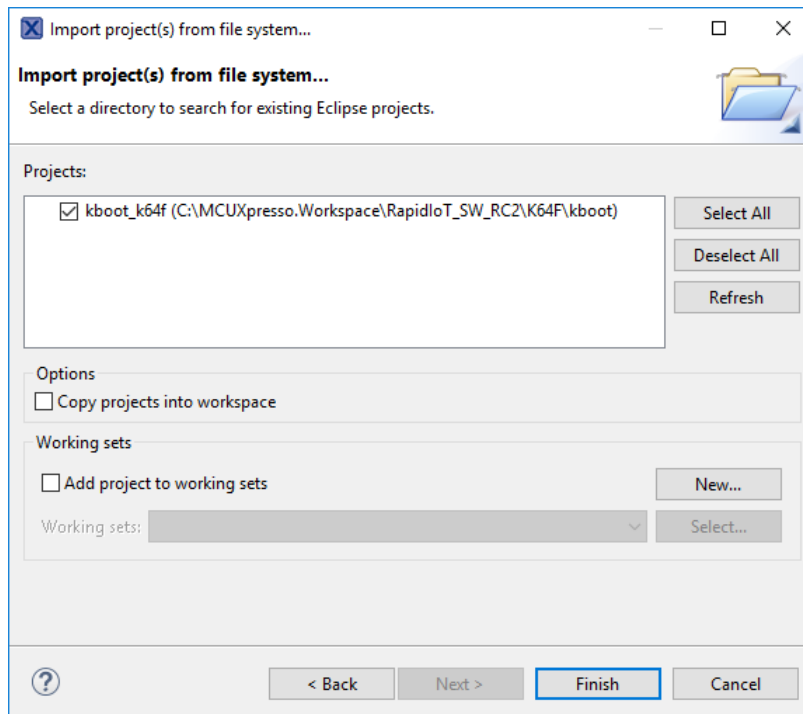 Import project(s) from file system...
Import project(s) from file system...
Select a directory to search for existing Eclipse projects.
Projects:
kboot_k64f (C:\MCUXpresso.Workspace\RapidIoT_SW_RC2\K64F\kboot)
Select All
Deselect All
Refresh
Options
Copy projects into workspace
Working sets
Add project to working sets
New...
Working sets:
Select...
< Back
Next >
Finish
Cancel